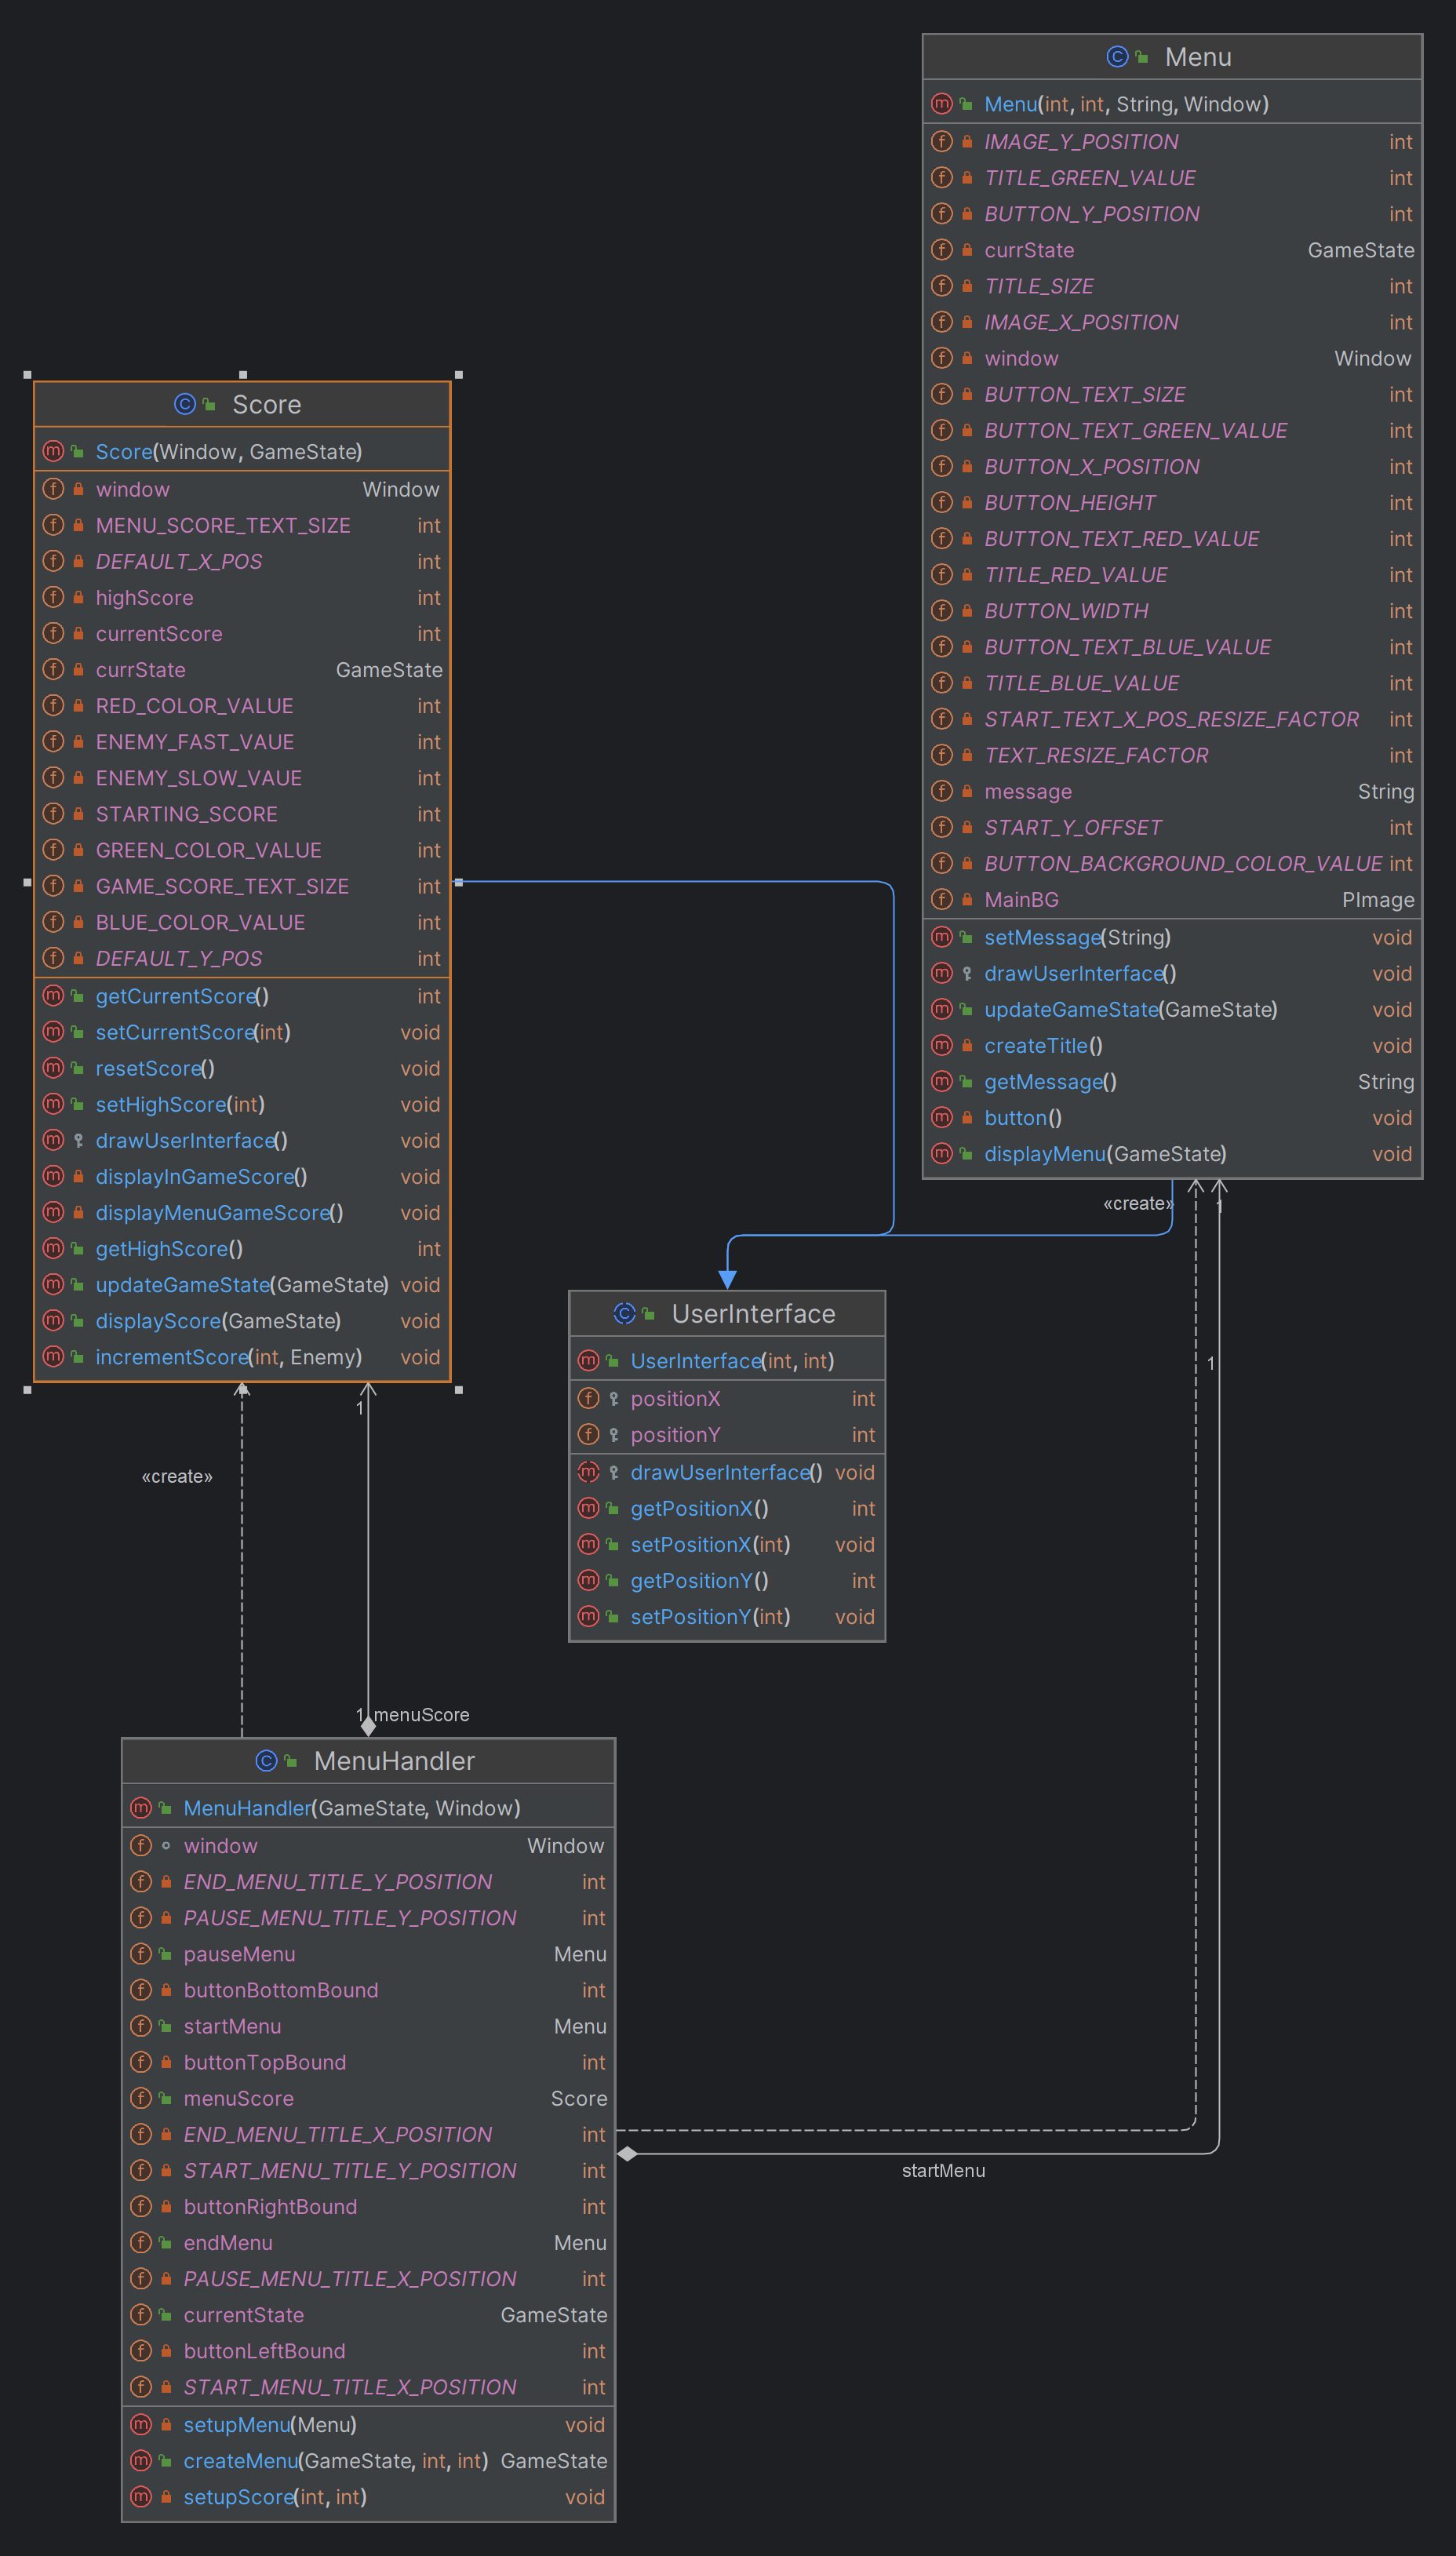 Menu
Menu(int, int, String, Window)
IMAGE_Y_POSITION int
TITLE_GREEN_VALUE int
BUTTON_Y_POSITION int
currState GameState
TITLE_SIZE int
IMAGE_X_POSITION int
window Window
BUTTON_TEXT_SIZE int
BUTTON_TEXT_GREEN_VALUE int
BUTTON_X_POSITION int
BUTTON_HEIGHT int
BUTTON_TEXT_RED_VALUE int
TITLE_RED_VALUE int
BUTTON_WIDTH int
BUTTON_TEXT_BLUE_VALUE int
TITLE_BLUE_VALUE int
START_TEXT_X_POS_RESIZE_FACTOR int
TEXT_RESIZE_FACTOR int
message String
START_Y_OFFSET int
BUTTON_BACKGROUND_COLOR_VALUE int
MainBG PImage
setMessage(String) void
drawUserInterface() void
updateGameState(GameState) void
createTitle() void
getMessage() String
button() void
displayMenu(GameState) void
Score
Score(Window, GameState)
window Window
MENU_SCORE_TEXT_SIZE int
DEFAULT_X_POS int
highScore int
currentScore int
currState GameState
RED_COLOR_VALUE int
ENEMY_FAST_VAUE int
ENEMY_SLOW_VAUE int
STARTING_SCORE int
GREEN_COLOR_VALUE int
GAME_SCORE_TEXT_SIZE int
BLUE_COLOR_VALUE int
DEFAULT_Y_POS int
getCurrentScore() int
setCurrentScore(int) void
resetScore() void
setHighScore(int) void
drawUserInterface() void
displayInGameScore() void
displayMenuGameScore() void
getHighScore() int
updateGameState(GameState) void
displayScore(GameState) void
incrementScore(int, Enemy) void
«create»
1
UserInterface
UserInterface(int, int)
positionX int
positionY int
drawUserInterface() void
getPositionX() int
setPositionX(int) void
getPositionY() int
setPositionY(int) void
1
1
«create»
1 menuScore
MenuHandler
MenuHandler(GameState, Window)
window Window
END_MENU_TITLE_Y_POSITION int
PAUSE_MENU_TITLE_Y_POSITION int
pauseMenu Menu
buttonBottomBound int
startMenu Menu
buttonTopBound int
menuScore Score
END_MENU_TITLE_X_POSITION int
START_MENU_TITLE_Y_POSITION int
buttonRightBound int
endMenu Menu
PAUSE_MENU_TITLE_X_POSITION int
currentState GameState
buttonLeftBound int
START_MENU_TITLE_X_POSITION int
setupMenu(Menu) void
createMenu(GameState, int, int) GameState
setupScore(int, int) void
startMenu